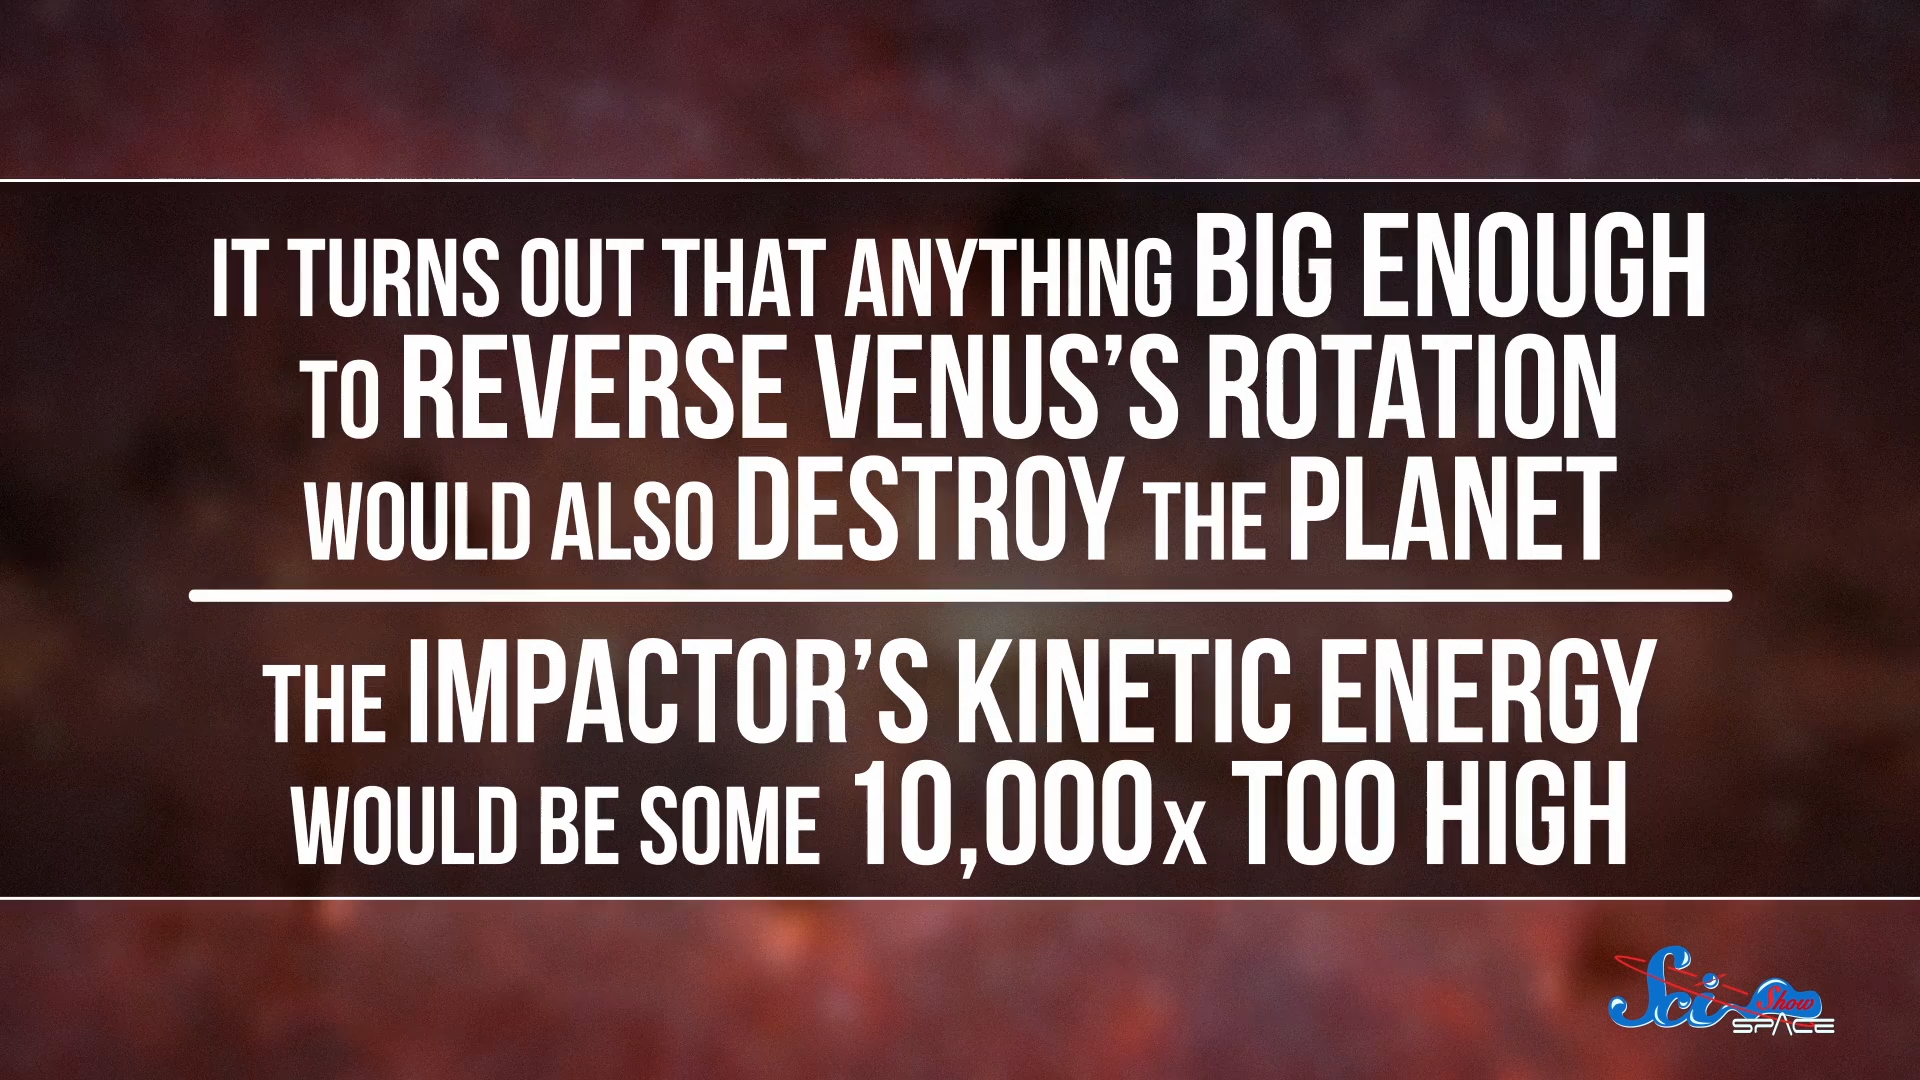 IT TURNS OUT THAT ANYTHING BIG ENOUGH
TO REVERSE VENUS’S ROTATION
WOULD ALSO DESTROY THE PLANET
THE IMPACTOR’S KINETIC ENERGY
WOULD BE SOME 10,000x TOO HIGH
Sci Show
SPACE